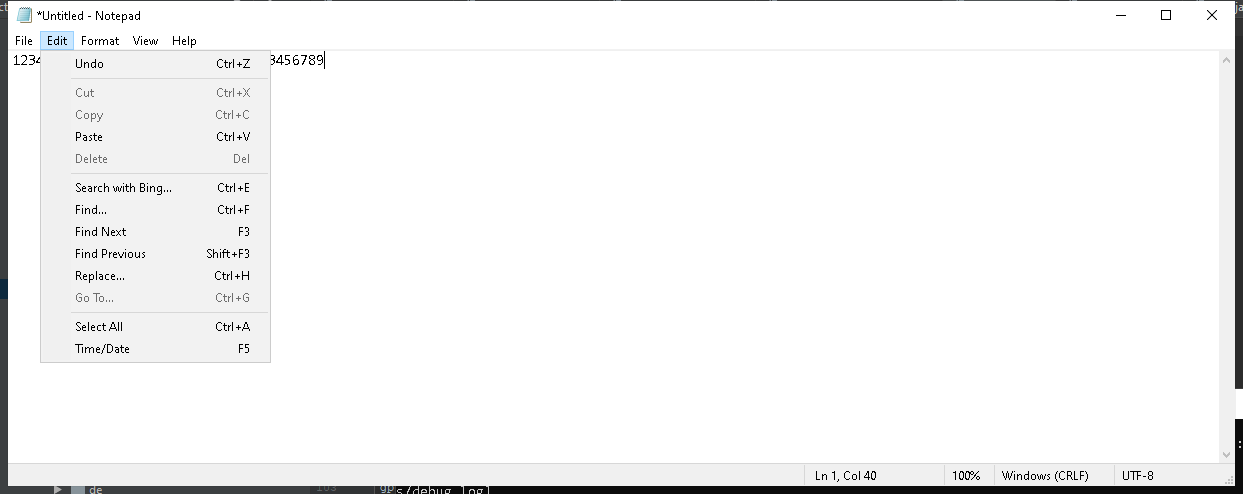 *Untitled - Notepad
File Edit Format View Help
1234 3456789
Undo Ctrl+Z
Cut Ctrl+X
Copy Ctrl+C
Paste Ctrl+V
Delete Del
Search with Bing... Ctrl+E
Find... Ctrl+F
Find Next F3
Find Previous Shift+F3
Replace... Ctrl+H
Go To... Ctrl+G
Select All Ctrl+A
Time/Date F5
Ln 1, Col 40 100% Windows (CRLF) UTF-8
de 103 s/debug.log]